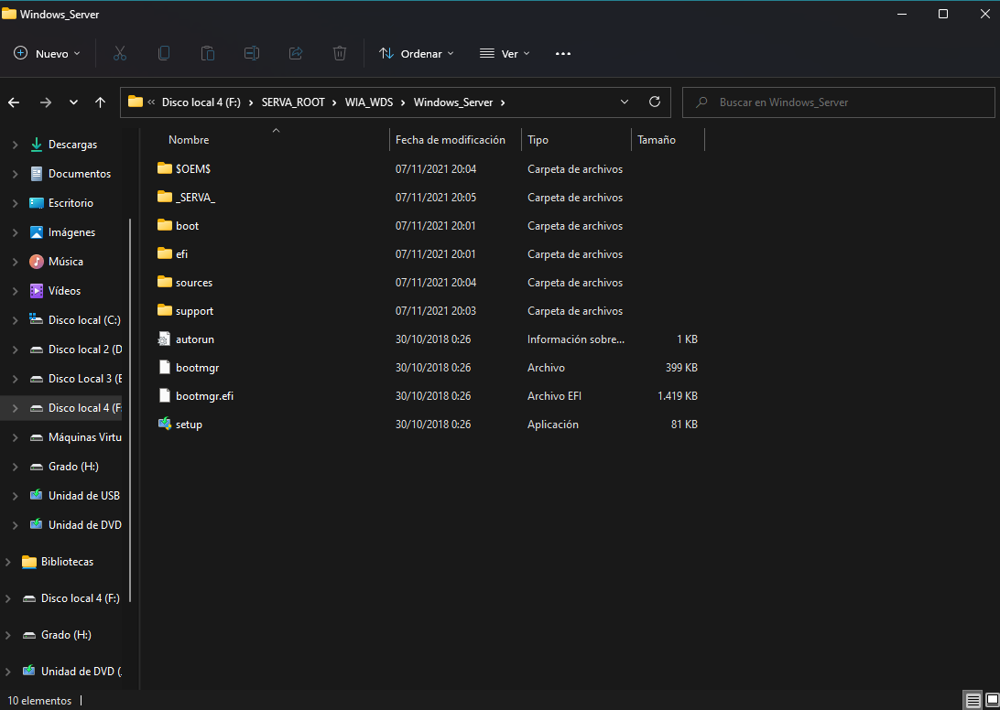 Windows_Server
Nuevo
Ordenar
Ver
Disco local 4 (F:) › SERVA_ROOT › WIA_WDS › Windows_Server ›
Buscar en Windows_Server
Nombre Fecha de modificación Tipo Tamaño
$OEM$ 07/11/2021 20:04 Carpeta de archivos
_SERVA_ 07/11/2021 20:05 Carpeta de archivos
boot 07/11/2021 20:01 Carpeta de archivos
efi 07/11/2021 20:01 Carpeta de archivos
sources 07/11/2021 20:04 Carpeta de archivos
support 07/11/2021 20:03 Carpeta de archivos
autorun 30/10/2018 0:26 Información sobre... 1 KB
bootmgr 30/10/2018 0:26 Archivo 399 KB
bootmgr.efi 30/10/2018 0:26 Archivo EFI 1.419 KB
setup 30/10/2018 0:26 Aplicación 81 KB
Descargas
Documentos
Escritorio
Imágenes
Música
Vídeos
Disco local (C:)
Disco local 2 (D
Disco Local 3 (E
Disco local 4 (F:
Máquinas Virtu
Grado (H:)
Unidad de USB
Unidad de DVD
Bibliotecas
Disco local 4 (F:)
Grado (H:)
Unidad de DVD (
10 elementos